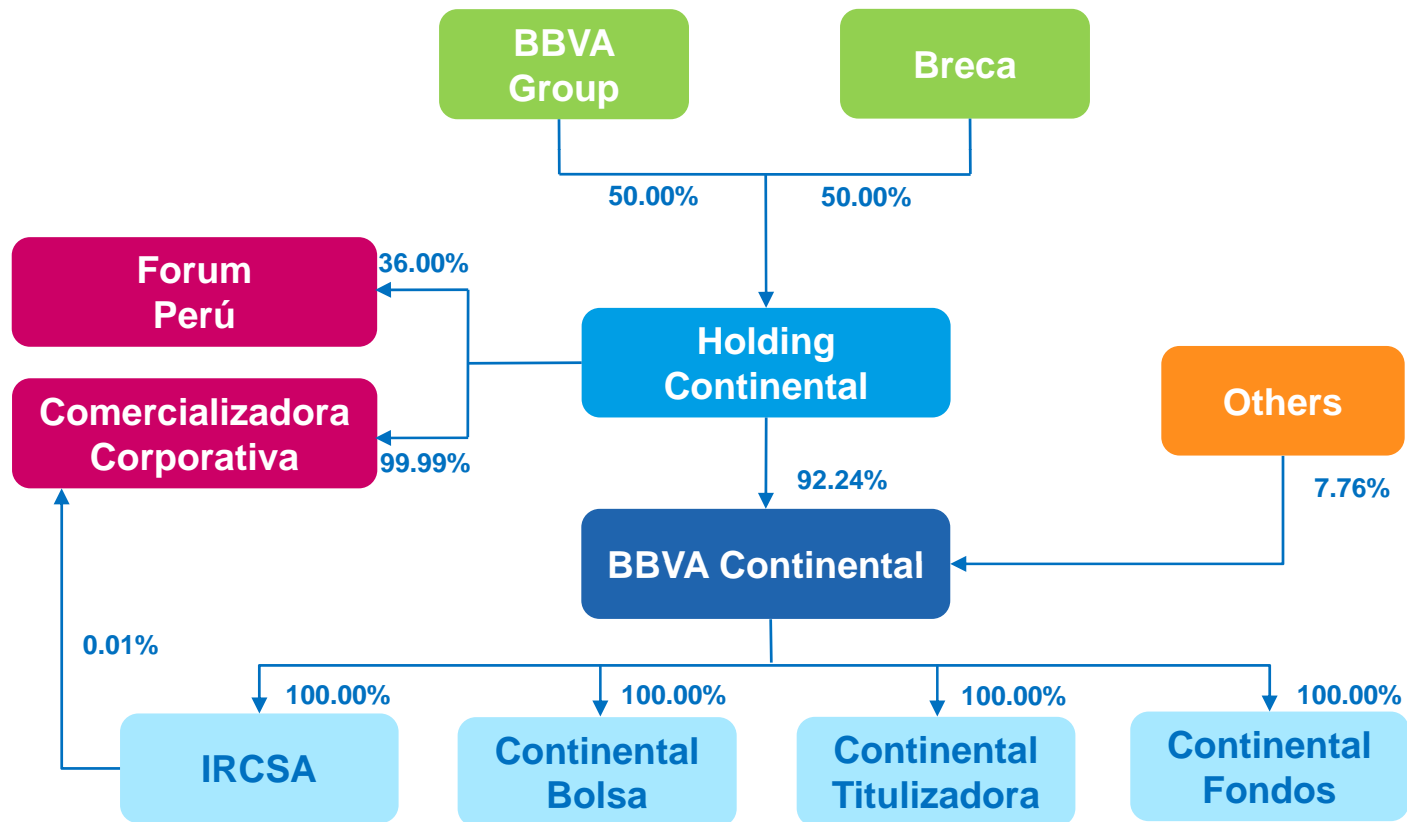 BBVA
Group
Breca
50.00%
50.00%
Forum
Perú
36.00%
Holding
Continental
Others
Comercializadora
Corporativa
99.99%
92.24%
7.76%
BBVA Continental
0.01%
100.00%
100.00%
100.00%
100.00%
IRCSA
Continental
Bolsa
Continental
Titulizadora
Continental
Fondos